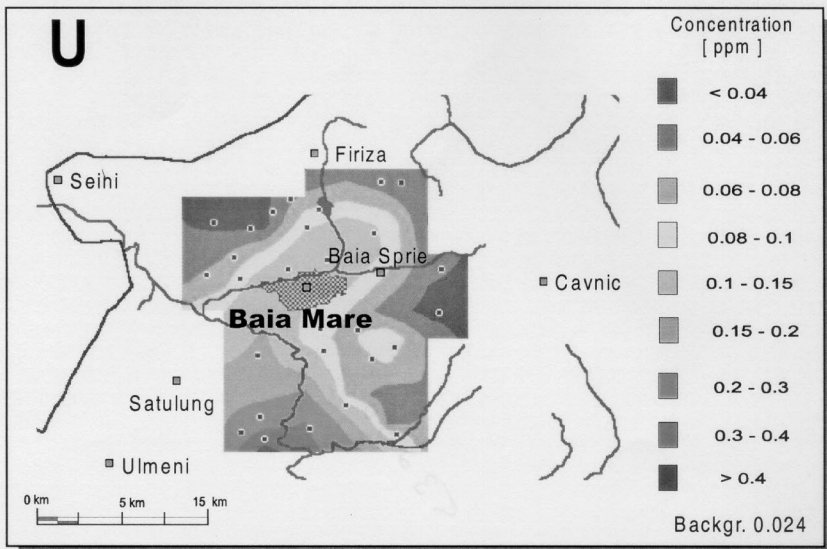 U
Concentration
[ ppm ]
< 0.04
0.04 - 0.06
0.06 - 0.08
0.08 - 0.1
0.1 - 0.15
0.15 - 0.2
0.2 - 0.3
0.3 - 0.4
> 0.4
Backgr. 0.024
Firiza
Seihi
Baia Sprie
Cavnic
Baia Mare
Satulung
Ulmeni
0 km 5 km 15 km